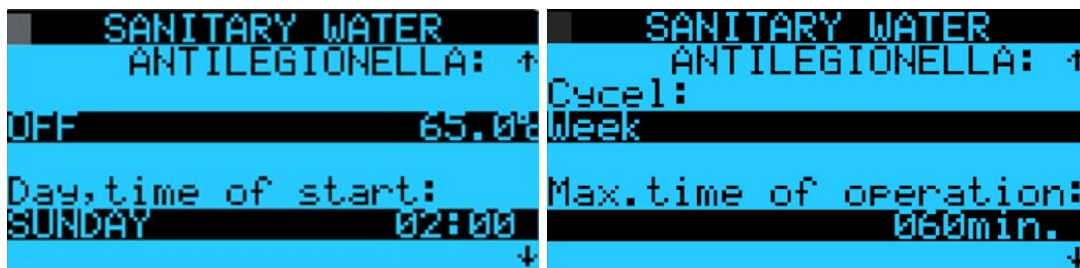 SANITARY WATER
ANTILEGIONELLA: ↑
OFF 65.0°C
Day,time of start:
SUNDAY 02:00
↓
SANITARY WATER
ANTILEGIONELLA: ↑
Cycel:
Week
Max.time of operation:
060min.
↓